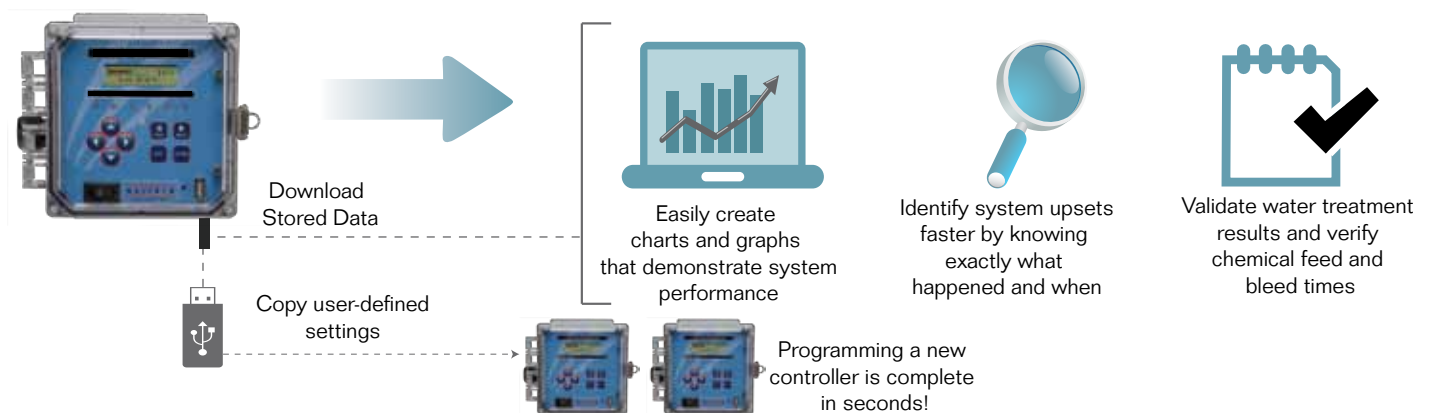 Download
Stored Data
Copy user-defined
settings
Easily create
charts and graphs
that demonstrate system
performance
Identify system upsets
faster by knowing
exactly what
happened and when
Validate water treatment
results and verify
chemical feed and
bleed times
Programming a new
controller is complete
in seconds!